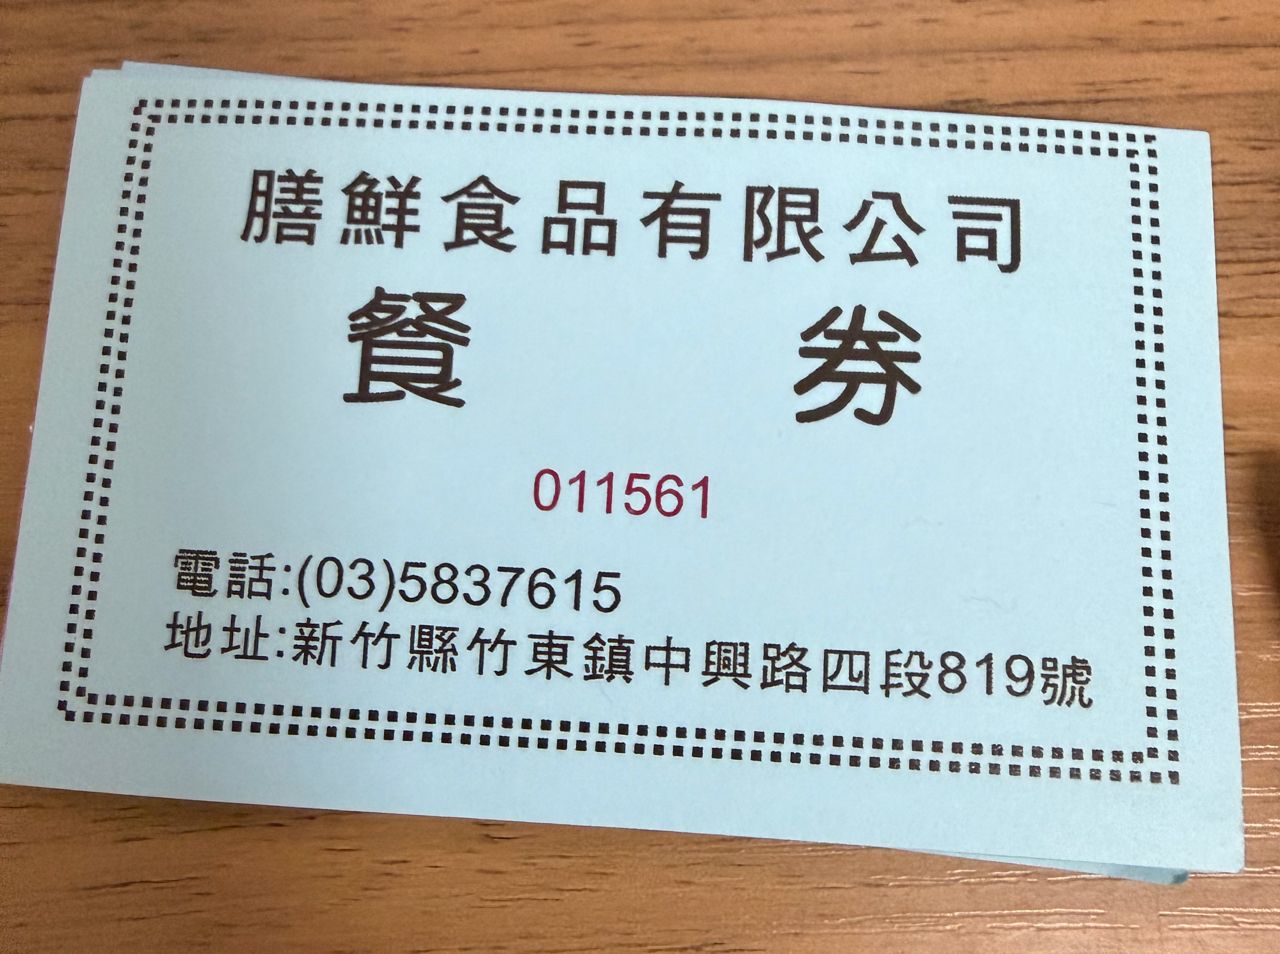 膳鮮食品有限公司
餐 券
011561
電話:(03)5837615
地址:新竹縣竹東鎮中興路四段819號